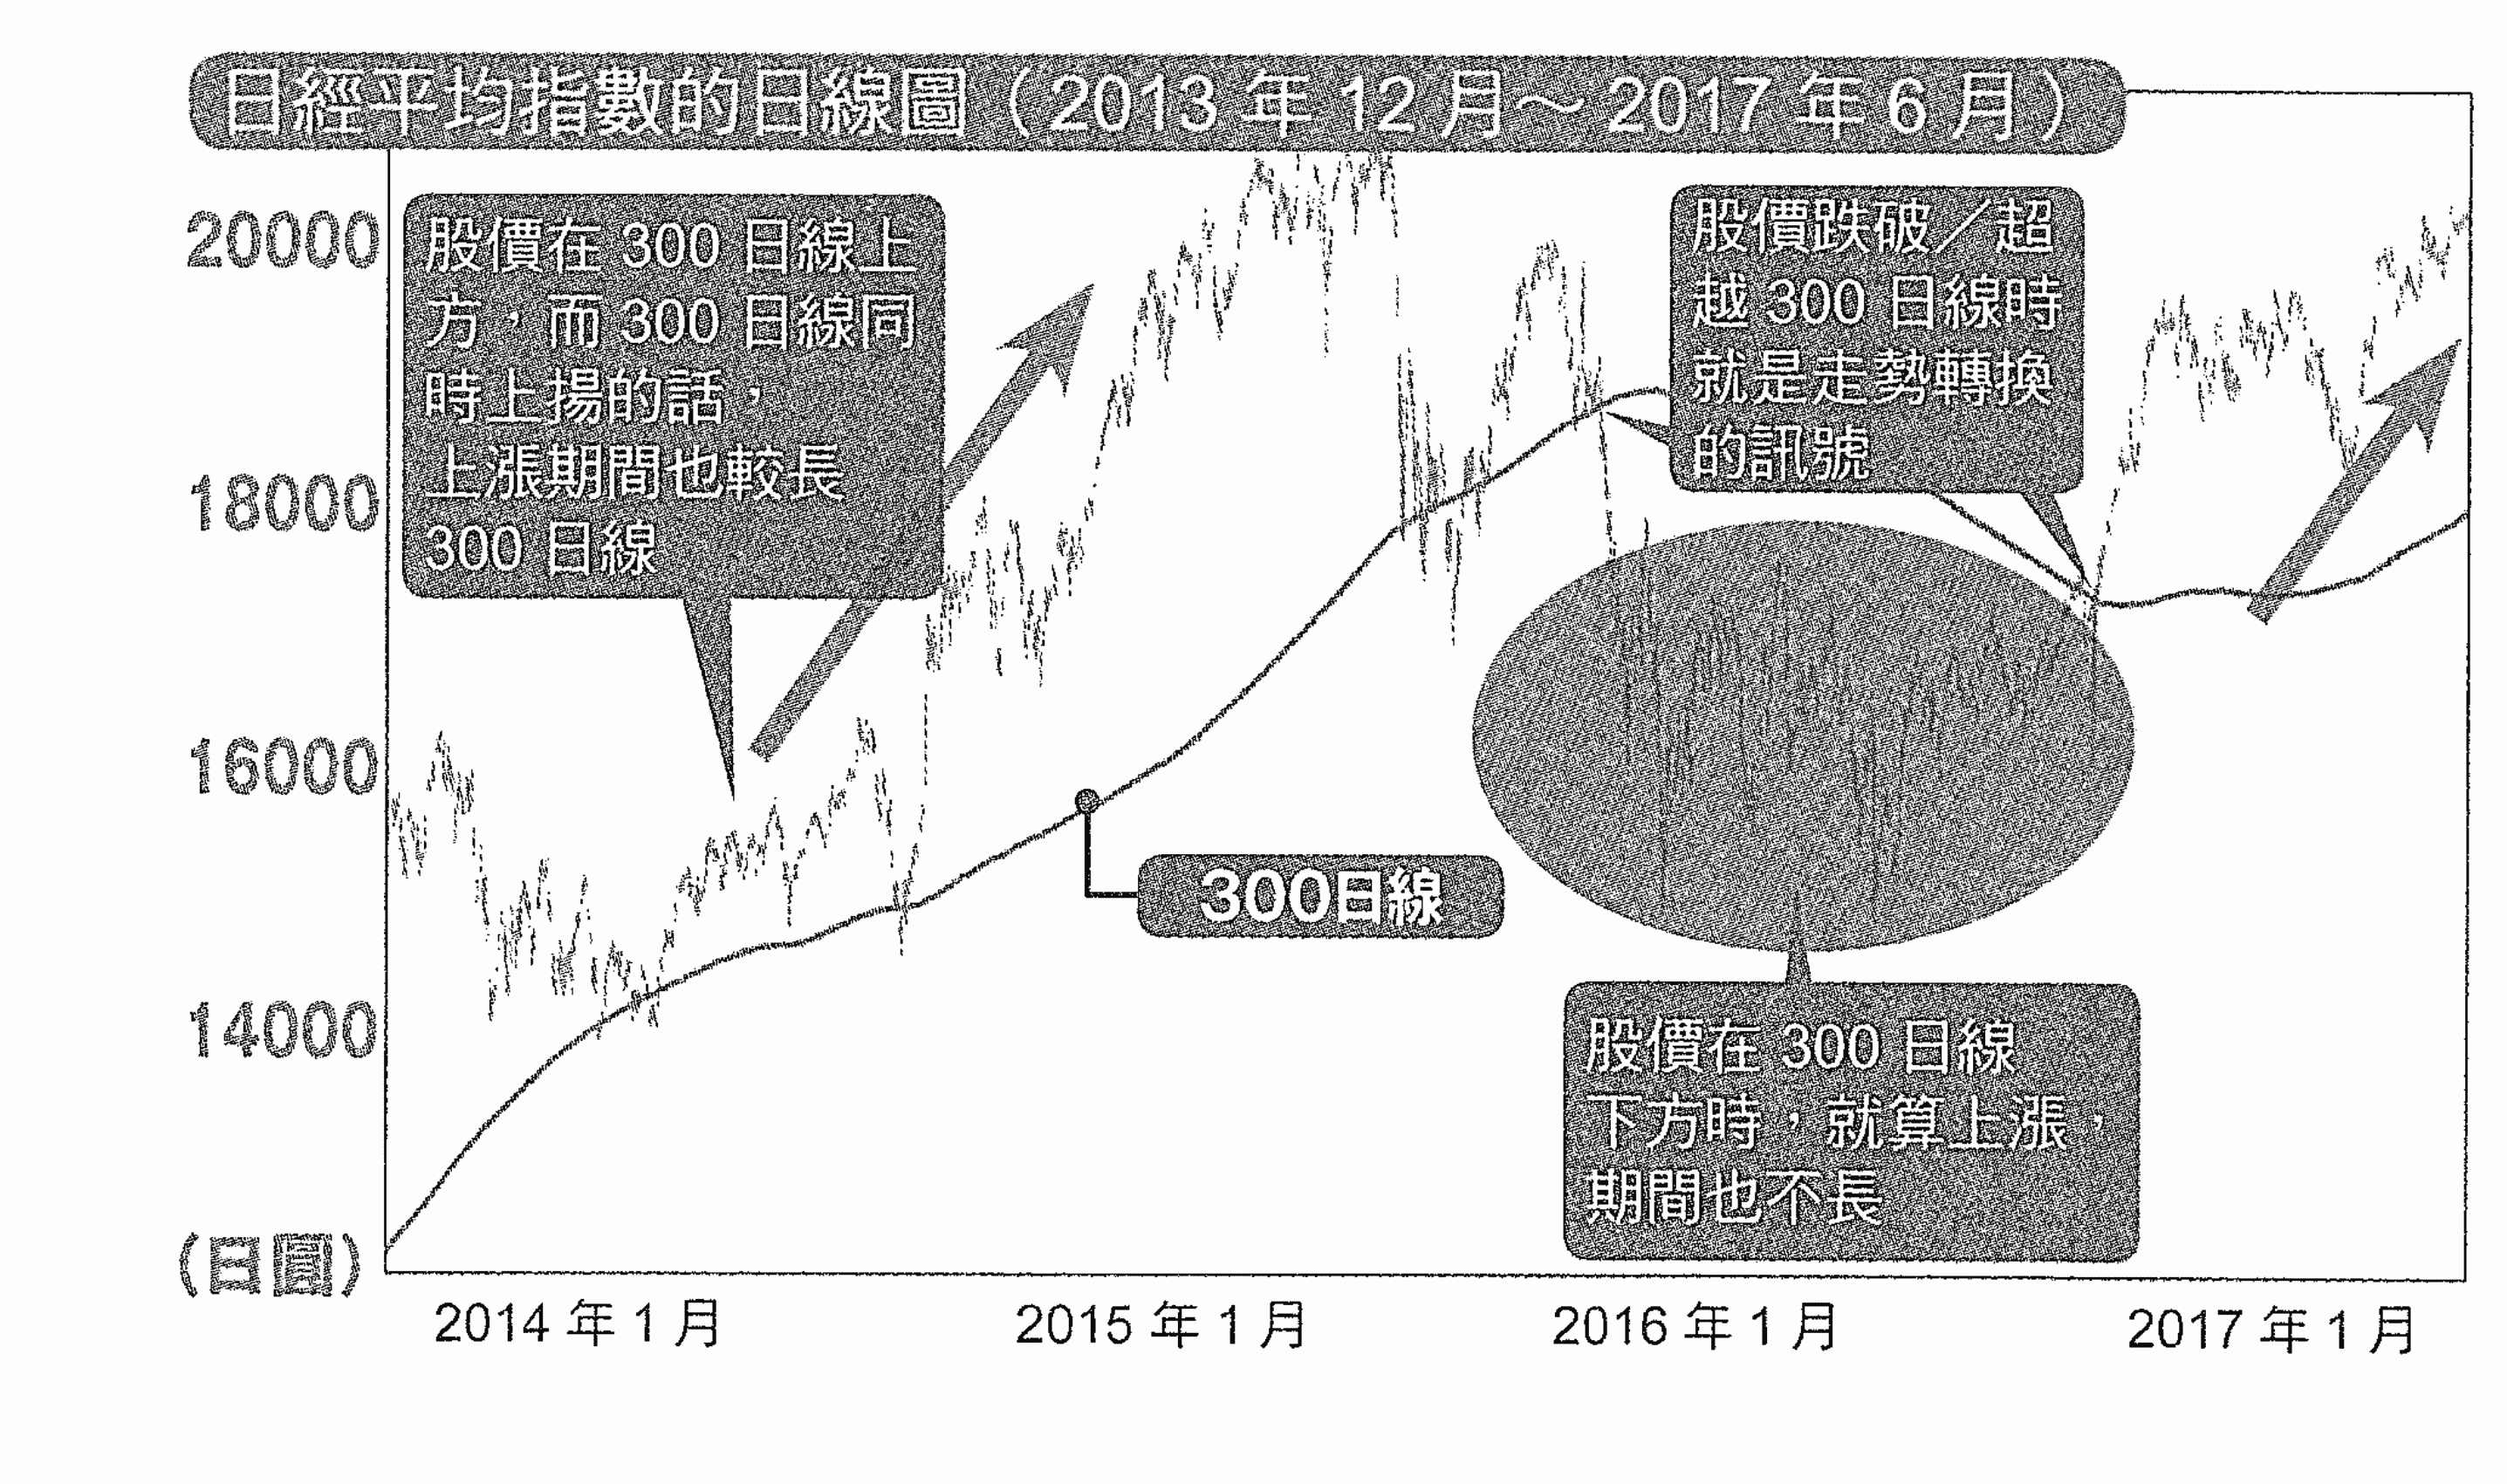 日經平均指數的日線圖（2013 年 12 月～ 2017 年 6 月）
20000
18000
16000
14000
(日圓)
股價在 300 日線上
方，而 300 日線同
時上揚的話，
上漲期間也較長
300 日線
股價跌破／超
越 300 日線時
就是走勢轉換
的訊號
300日線
股價在 300 日線
下方時，就算上漲，
期間也不長
2014 年 1 月
2015 年 1 月
2016 年 1 月
2017 年 1 月